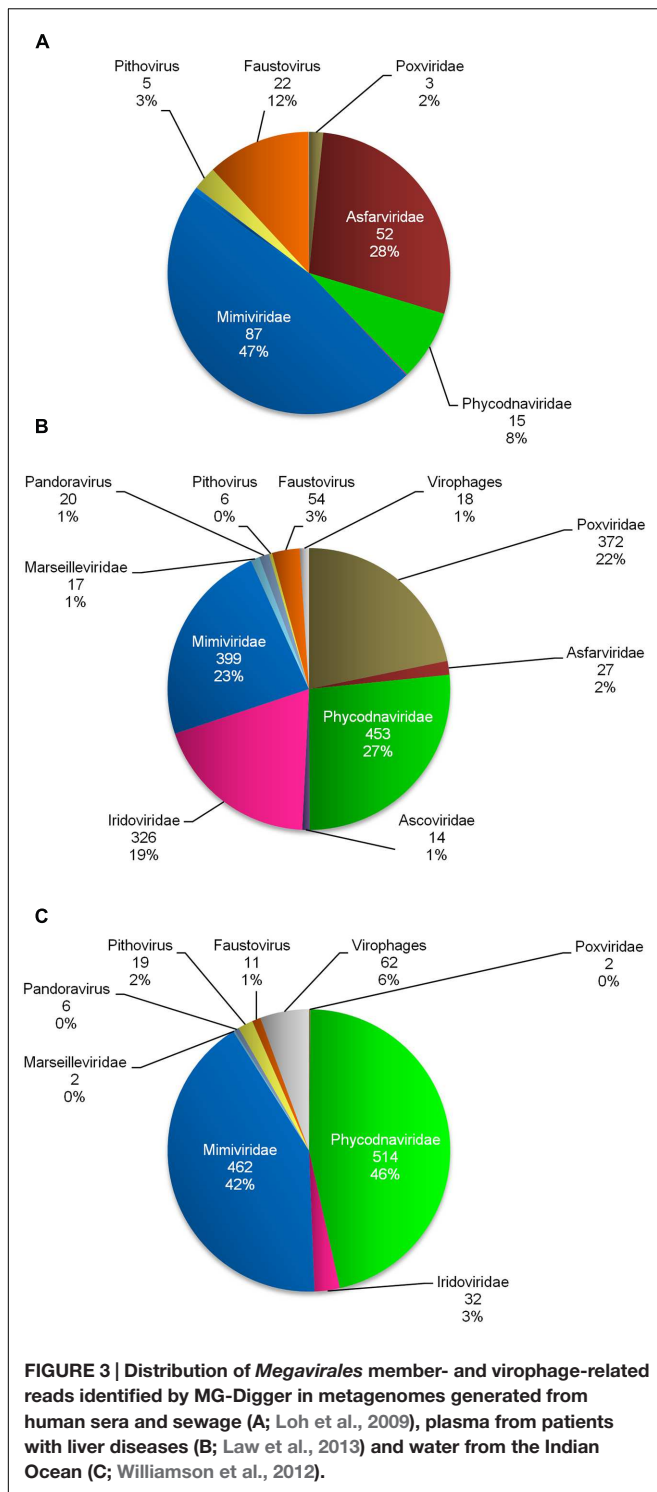 A
Pithovirus
5
3%
Faustovirus
22
12%
Poxviridae
3
2%
Asfarviridae
52
28%
Mimiviridae
87
47%
Phycodnaviridae
15
8%
B
Pandoravirus
20
1%
Pithovirus
6
0%
Faustovirus
54
3%
Virophages
18
1%
Poxviridae
372
22%
Marseilleviridae
17
1%
Mimiviridae
399
23%
Asfarviridae
27
2%
Phycodnaviridae
453
27%
Iridoviridae
326
19%
Ascoviridae
14
1%
C
Pithovirus
19
2%
Faustovirus
11
1%
Virophages
62
6%
Poxviridae
2
0%
Pandoravirus
6
0%
Marseilleviridae
2
0%
Mimiviridae
462
42%
Phycodnaviridae
514
46%
Iridoviridae
32
3%
FIGURE 3 | Distribution of Megavirales member- and virophage-related
reads identified by MG-Digger in metagenomes generated from
human sera and sewage (A; Loh et al., 2009), plasma from patients
with liver diseases (B; Law et al., 2013) and water from the Indian
Ocean (C; Williamson et al., 2012).